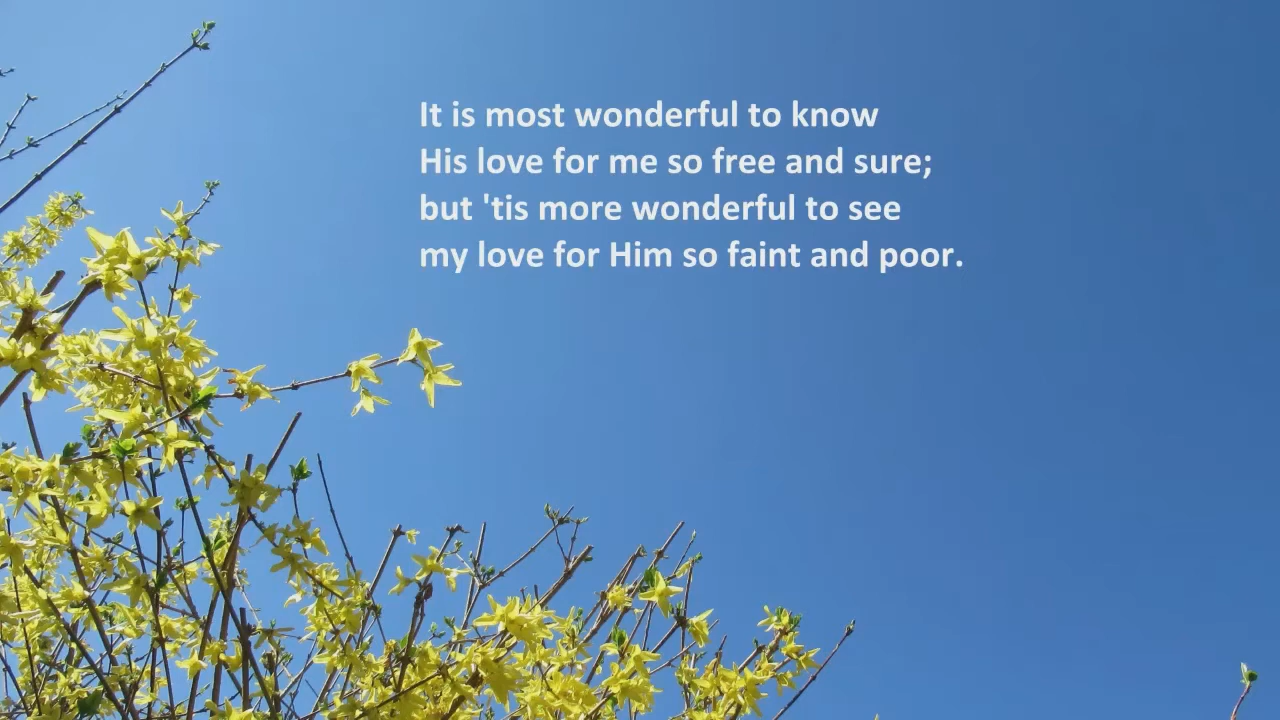 It is most wonderful to know
His love for me so free and sure;
but 'tis more wonderful to see
my love for Him so faint and poor.